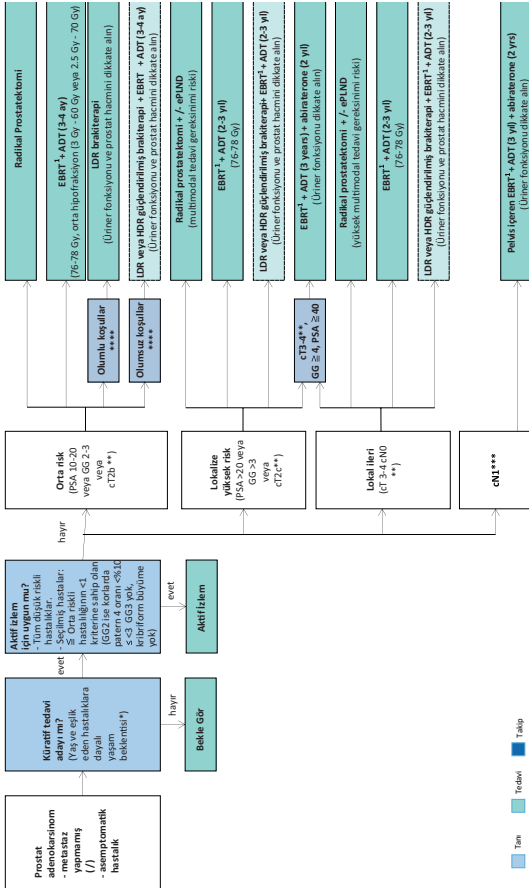 Prostat
adenokarsinom
- metastaz
yapmamış
(/)
- asemptomatik
hastalık
Küratif tedavi
adayı mı?
(Yaş ve eşlik
eden hastalıklara
dayalı
yaşam
beklentisi*)
hayır
Bekle Gör
evet
Aktif İzlem
için uygun mu?
- Tüm düşük riskli
hastalıklar.
- Seçilmiş hastalar:
≦ Orta riskli
hastalığının <1
kriterine sahip olan
(GG2 ise korlarda
patern 4 oranı <%10
≤ <3 GG3 yok,
kribriform büyüme
yok)
evet
Aktif İzlem
hayır
Orta risk
(PSA 10-20
veya GG 2-3
veya
cT2b **)
Olumlu koşullar
****
Olumsuz koşullar
****
Radikal Prostatektomi
EBRT¹ + ADT (3-4 ay)
(76-78 Gy, orta hipofraksiyon (3 Gy - 60 Gy veya 2.5 Gy - 70 Gy)
LDR brakiterapi
(Üriner fonksiyonu ve prostat hacmini dikkate alın)
LDR veya HDR güçlendirilmiş brakiterapi + EBRT + ADT (3-4 ay)
(Üriner fonksiyonu ve prostat hacmini dikkate alın)
Lokalize
yüksek risk
(PSA >20 veya
GG >3
veya
cT2c**)
Radikal prostatektomi + /- ePLND
(multimodal tedavi gereksinimi riski)
EBRT¹ + ADT (2-3 yıl)
(76-78 Gy)
LDR veya HDR güçlendirilmiş brakiterapi+ EBRT¹+ ADT (2-3 yıl)
(Üriner fonksiyonu ve prostat hacmini dikkate alın)
cT3-4**,
GG ≧ 4, PSA ≧ 40
EBRT¹ + ADT (3 years)+ abiraterone (2 yıl)
(Üriner fonksiyonu dikkate alın)
Lokal ileri
(cT 3-4 cN0
**)
Radikal prostatektomi + /- ePLND
(yüksek multimodal tedavi gereksinimi riski)
EBRT¹ + ADT (2-3 yıl)
(76-78 Gy)
LDR veya HDR güçlendirilmiş brakiterapi + EBRT¹ + ADT (2-3 yıl)
(Üriner fonksiyonu ve prostat hacmini dikkate alın)
cN1***
Pelvis içeren EBRT¹+ ADT (3 yıl) + abiaterone (2 yrs)
(Üriner fonksiyonu dikkate alın)
Tanı
Tedavi
Takip